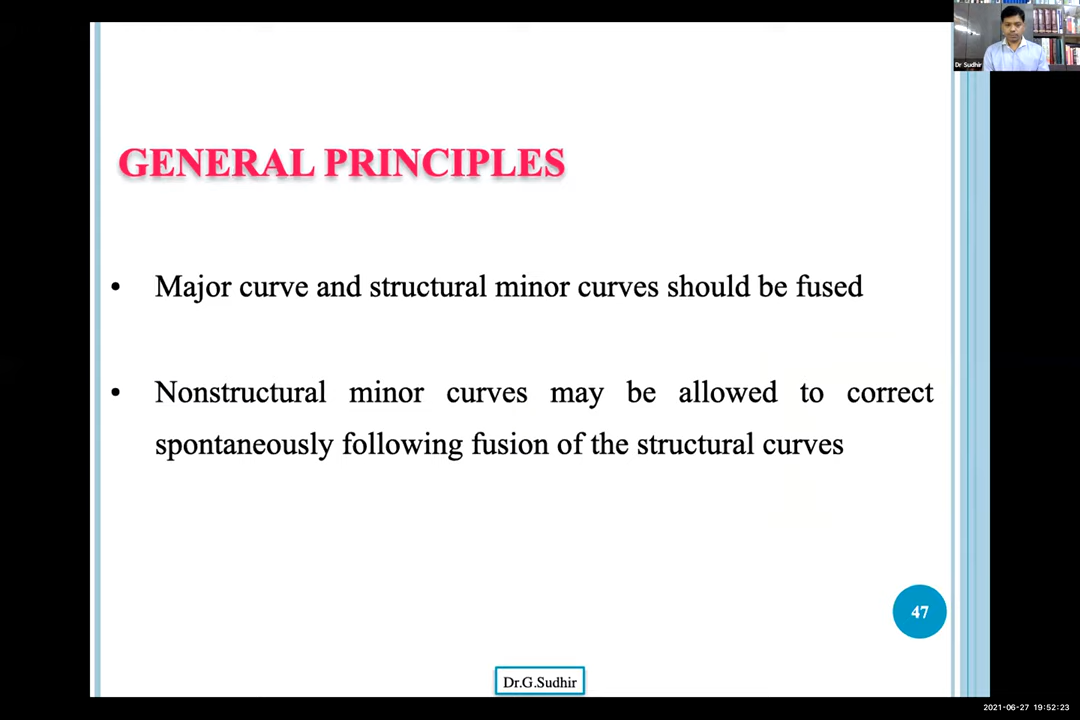 Dr Sudhir
GENERAL PRINCIPLES
• Major curve and structural minor curves should be fused
• Nonstructural minor curves may be allowed to correct
spontaneously following fusion of the structural curves
47
Dr.G.Sudhir
2021-06-27 19:52:23